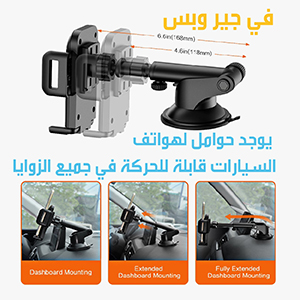 في جير وبس
6.6in(168mm)
4.6in(118mm)
يوجد حوامل لهواتف
السيارات قابلة للحركة في جميع الزوايا
Dashboard Mounting
Extended
Dashboard Mounting
Fully Extended
Dashboard Mounting